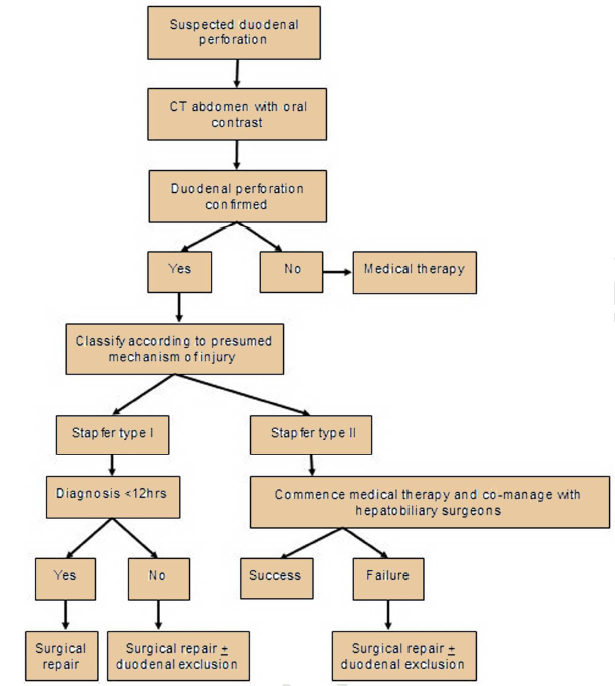 Suspected duodenal
perforation
CT abdomen with oral
contrast
Duodenal perforation
confirmed
Yes
No
Medical therapy
Classify according to presumed
mechanism of injury
Stapfer type I
Stapfer type II
Diagnosis <12hrs
Commence medical therapy and co-manage with
hepatobiliary surgeons
Yes
No
Success
Failure
Surgical
repair
Surgical repair ±
duodenal exclusion
Surgical repair ±
duodenal exclusion